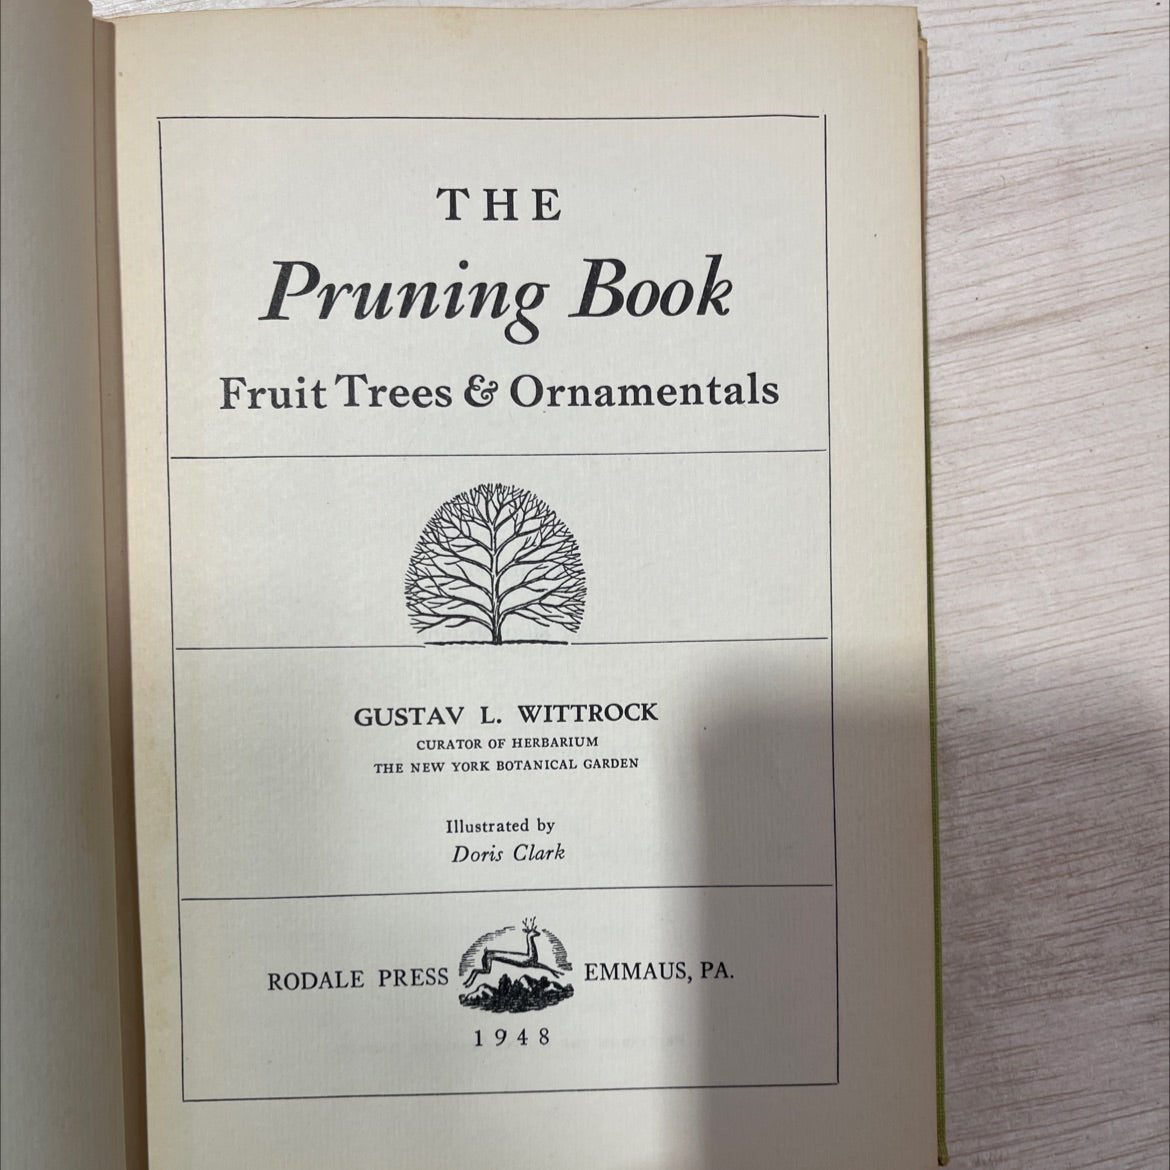 THE
Pruning Book
Fruit Trees & Ornamentals
GUSTAV L. WITTROCK
CURATOR OF HERBARIUM
THE NEW YORK BOTANICAL GARDEN
Illustrated by
Doris Clark
RODALE PRESS EMMAUS, PA.
1948